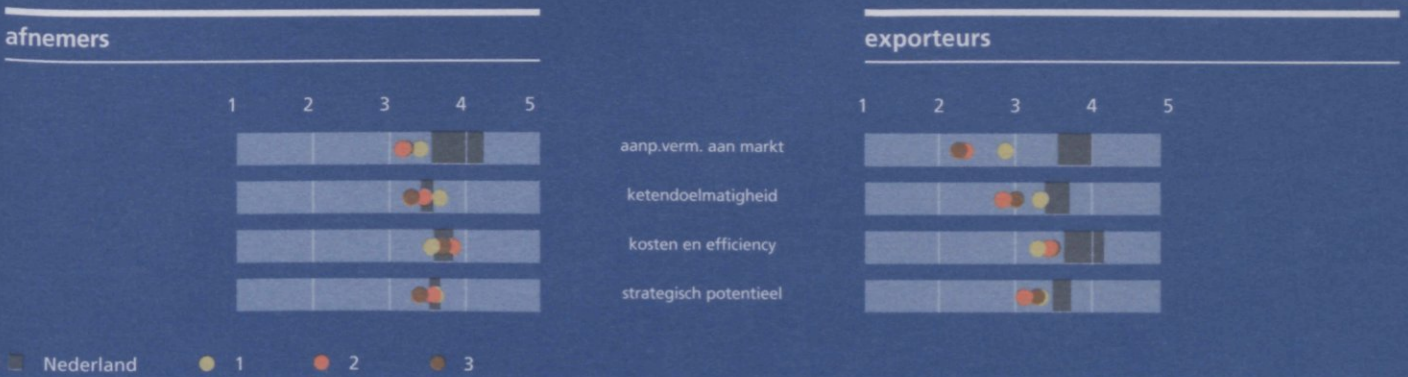 afnemers
exporteurs
1 2 3 4 5
1 2 3 4 5
aanp.verm. aan markt
ketendoelmatigheid
kosten en efficiency
strategisch potentieel
Nederland 1 2 3